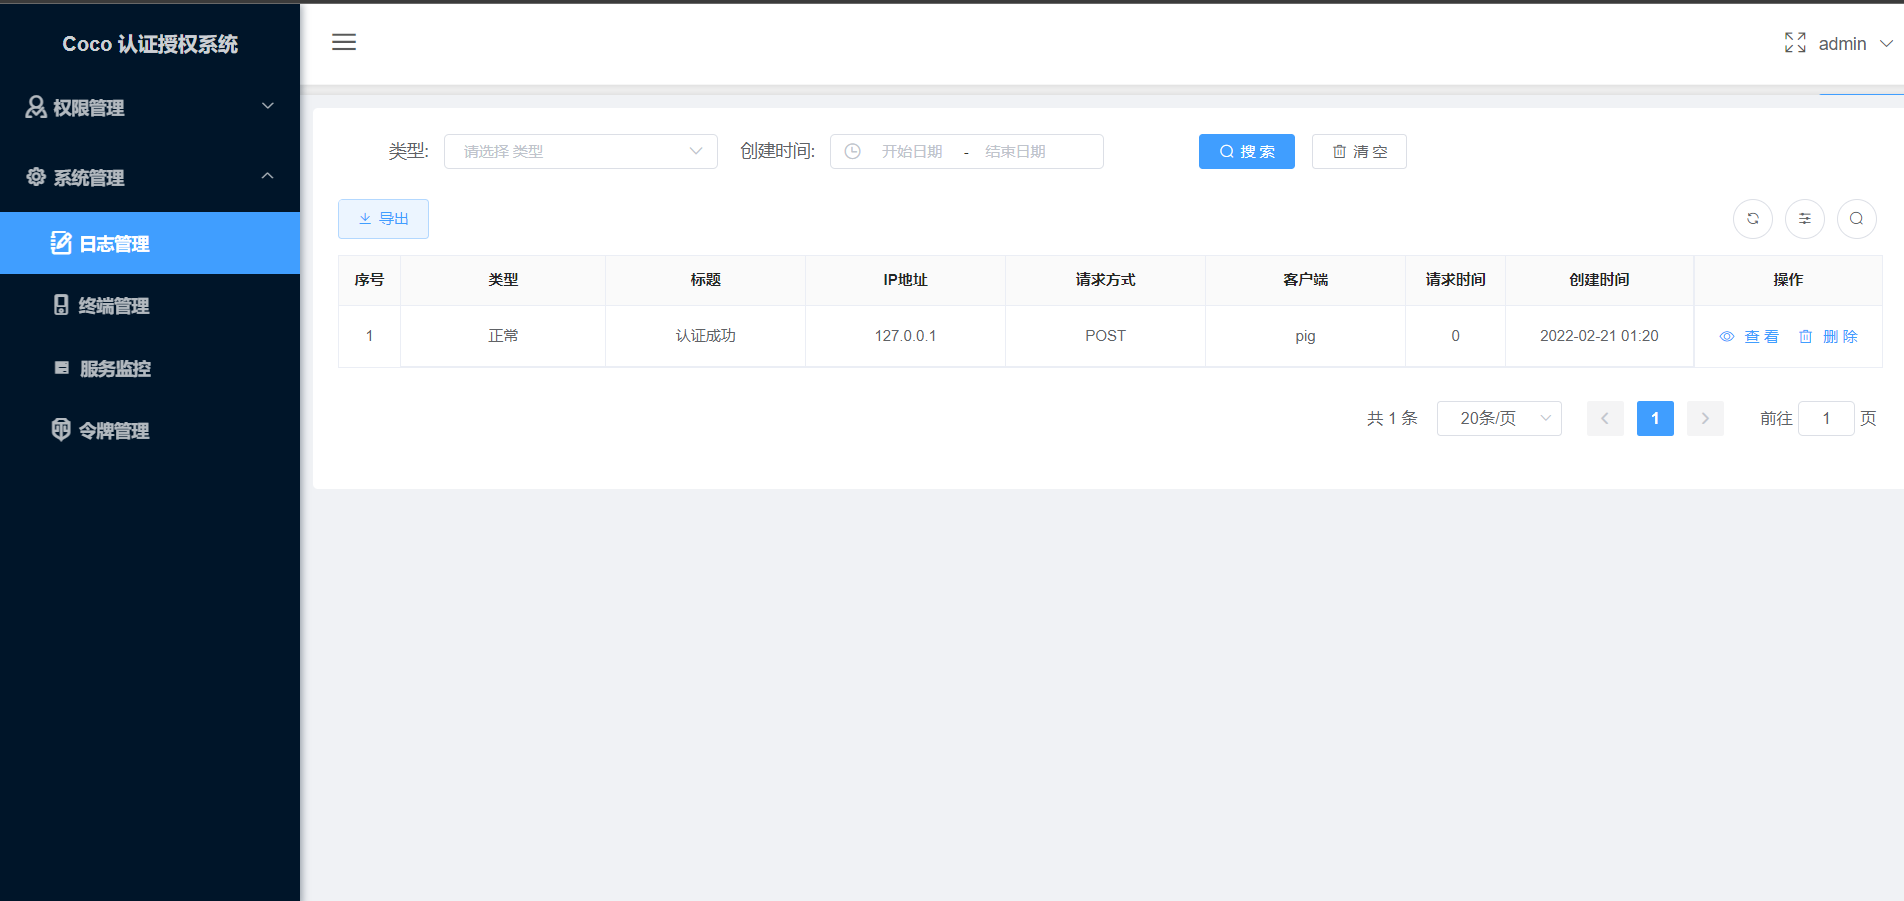 Coco 认证授权系统
admin
权限管理
系统管理
日志管理
终端管理
服务监控
令牌管理
类型: 请选择 类型 创建时间: 开始日期 - 结束日期 搜 索 清 空
导出
序号 类型 标题 IP地址 请求方式 客户端 请求时间 创建时间 操作
1 正常 认证成功 127.0.0.1 POST pig 0 2022-02-21 01:20 查 看 删 除
共 1 条 20条/页 1 前往 1 页